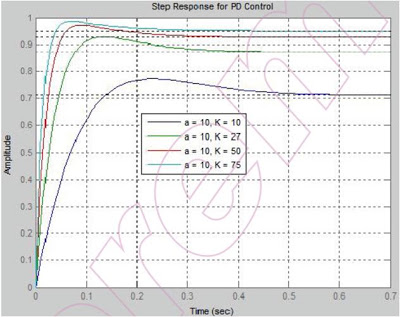 Step Response for PD Control
Amplitude
1
0.9
0.8
0.7
0.6
0.5
0.4
0.3
0.2
0.1
0
a = 10, K = 10
a = 10, K = 27
a = 10, K = 50
a = 10, K = 75
0 0.1 0.2 0.3 0.4 0.5 0.6 0.7
Time (sec)